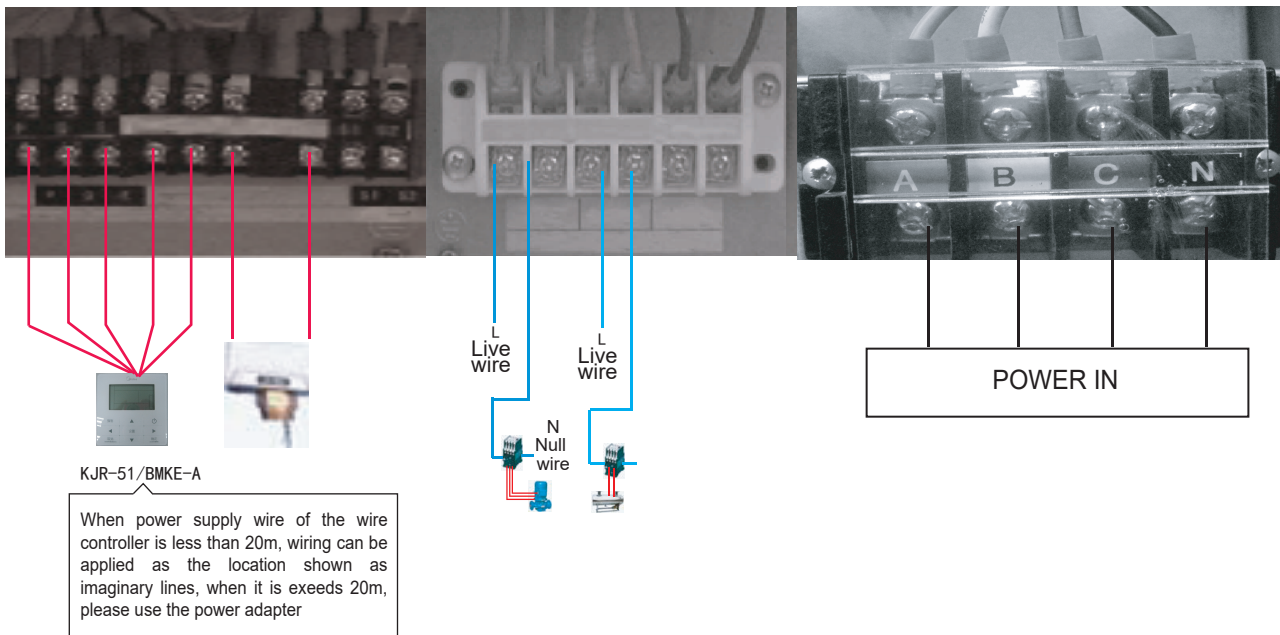 S1 S2
A B C N
L
Live
wire
L
Live
wire
N
Null
wire
POWER IN
KJR-51/BMKE-A
When power supply wire of the wire
controller is less than 20m, wiring can be
applied as the location shown as
imaginary lines, when it is exeeds 20m,
please use the power adapter